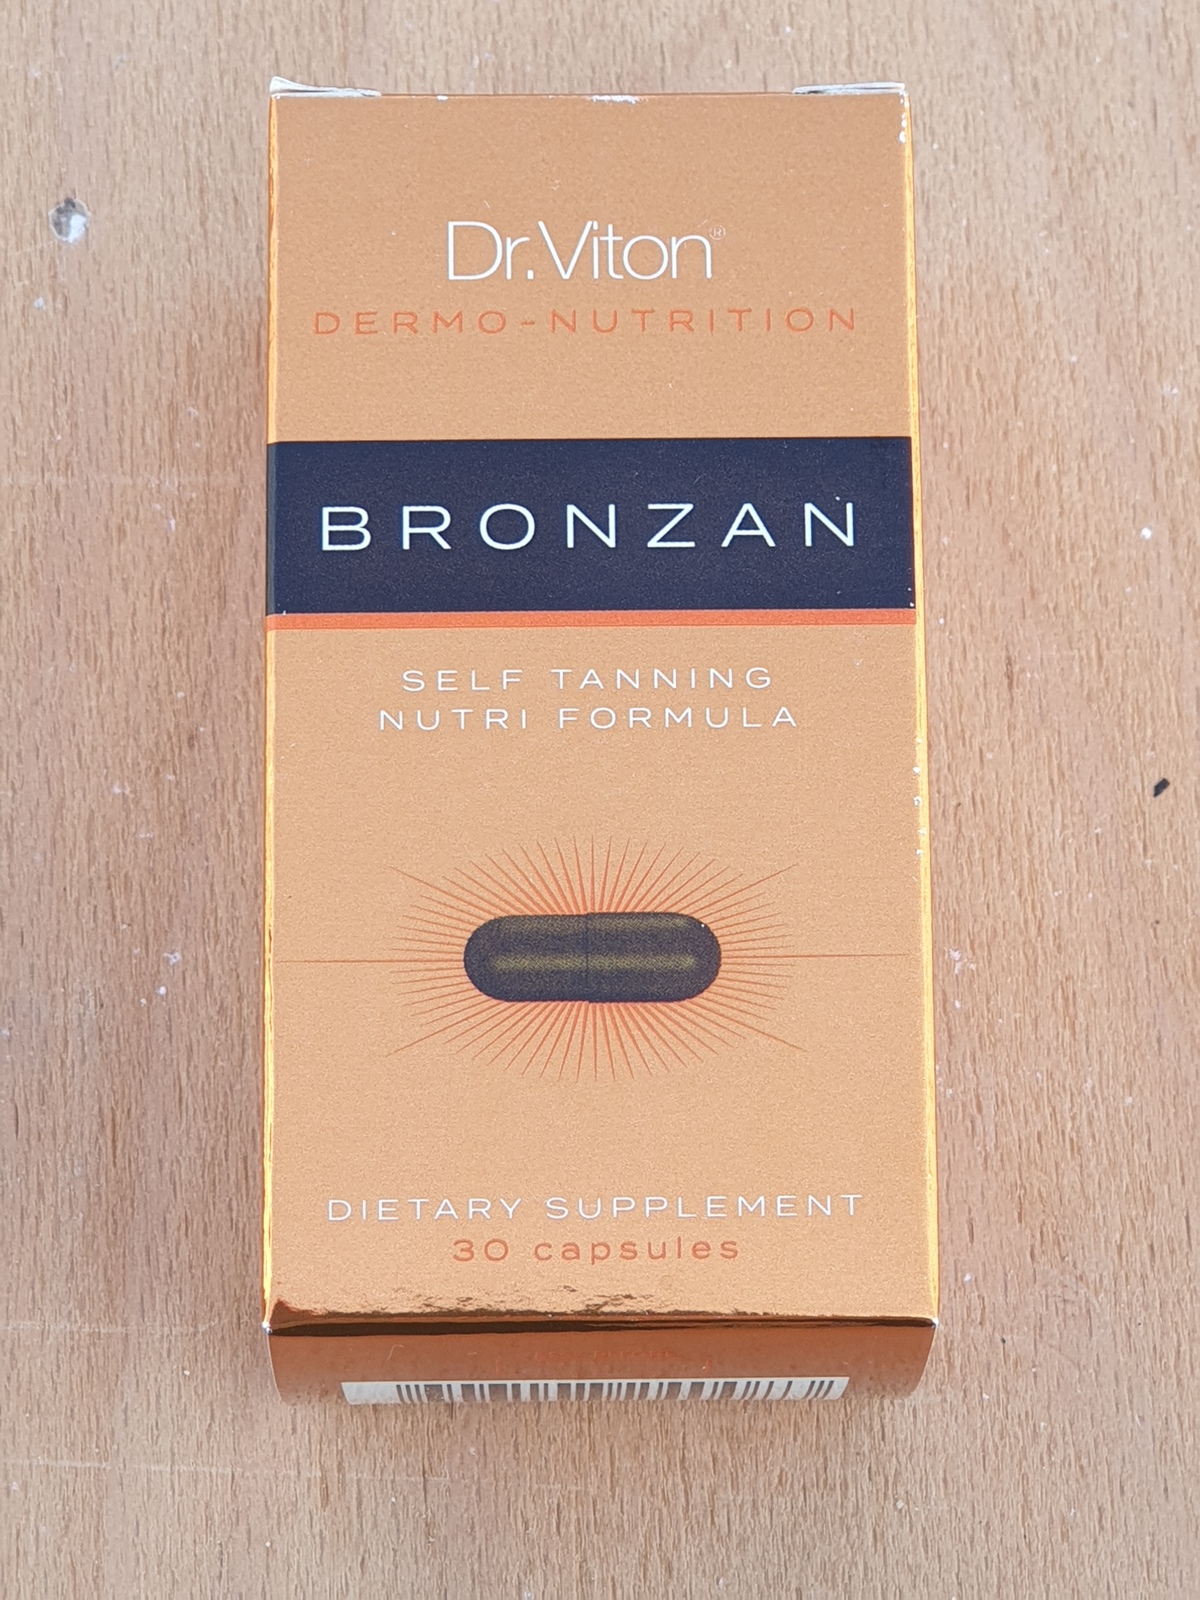 Dr.Viton®
DERMO-NUTRITION
BRONZAN
SELF TANNING
NUTRI FORMULA
DIETARY SUPPLEMENT
30 capsules